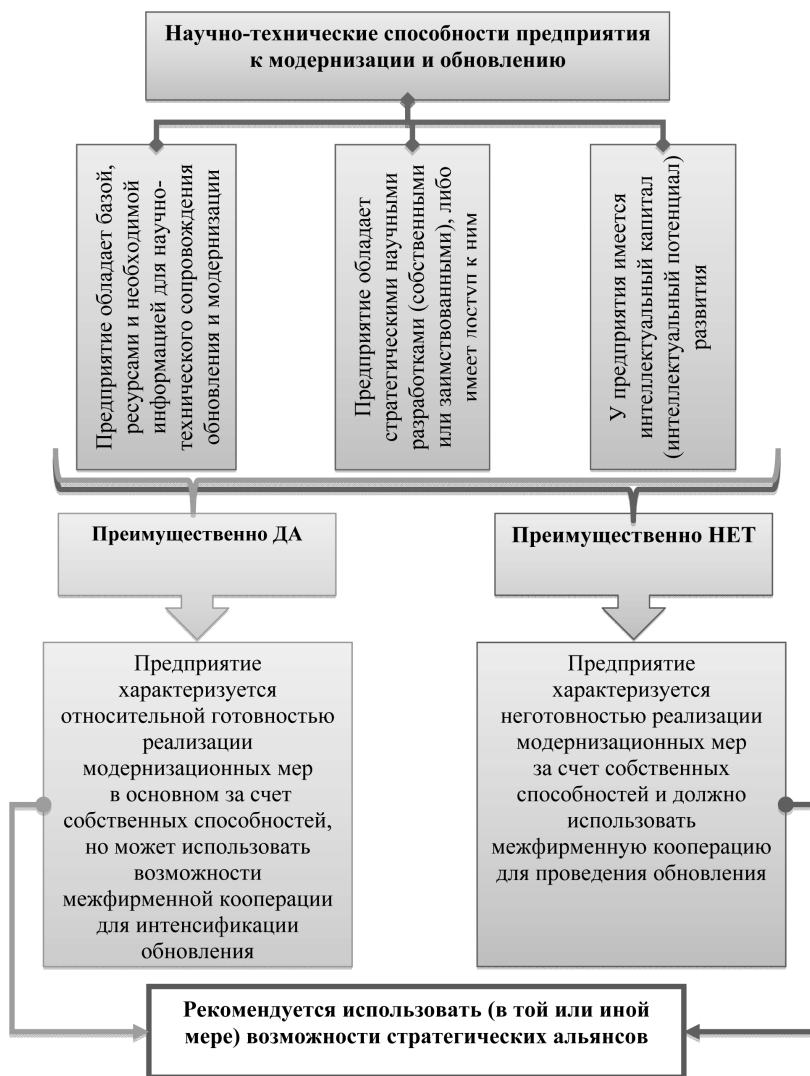 Научно-технические способности предприятия
к модернизации и обновлению
Предприятие обладает базой,
ресурсами и необходимой
информацией для научно-
технического сопровождения
обновления и модернизации
Предприятие обладает
стратегическими научными
разработками (собственными
или заимствованными), либо
имеет доступ к ним
У предприятия имеется
интеллектуальный капитал
(интеллектуальный потенциал)
развития
Преимущественно ДА
Преимущественно НЕТ
Предприятие
характеризуется
относительной готовностью
реализации
модернизационных мер
в основном за счет
собственных способностей,
но может использовать
возможности
межфирменной кооперации
для интенсификации
обновления
Предприятие
характеризуется
неготовностью реализации
модернизационных мер
за счет собственных
способностей и должно
использовать
межфирменную кооперацию
для проведения обновления
Рекомендуется использовать (в той или иной
мере) возможности стратегических альянсов